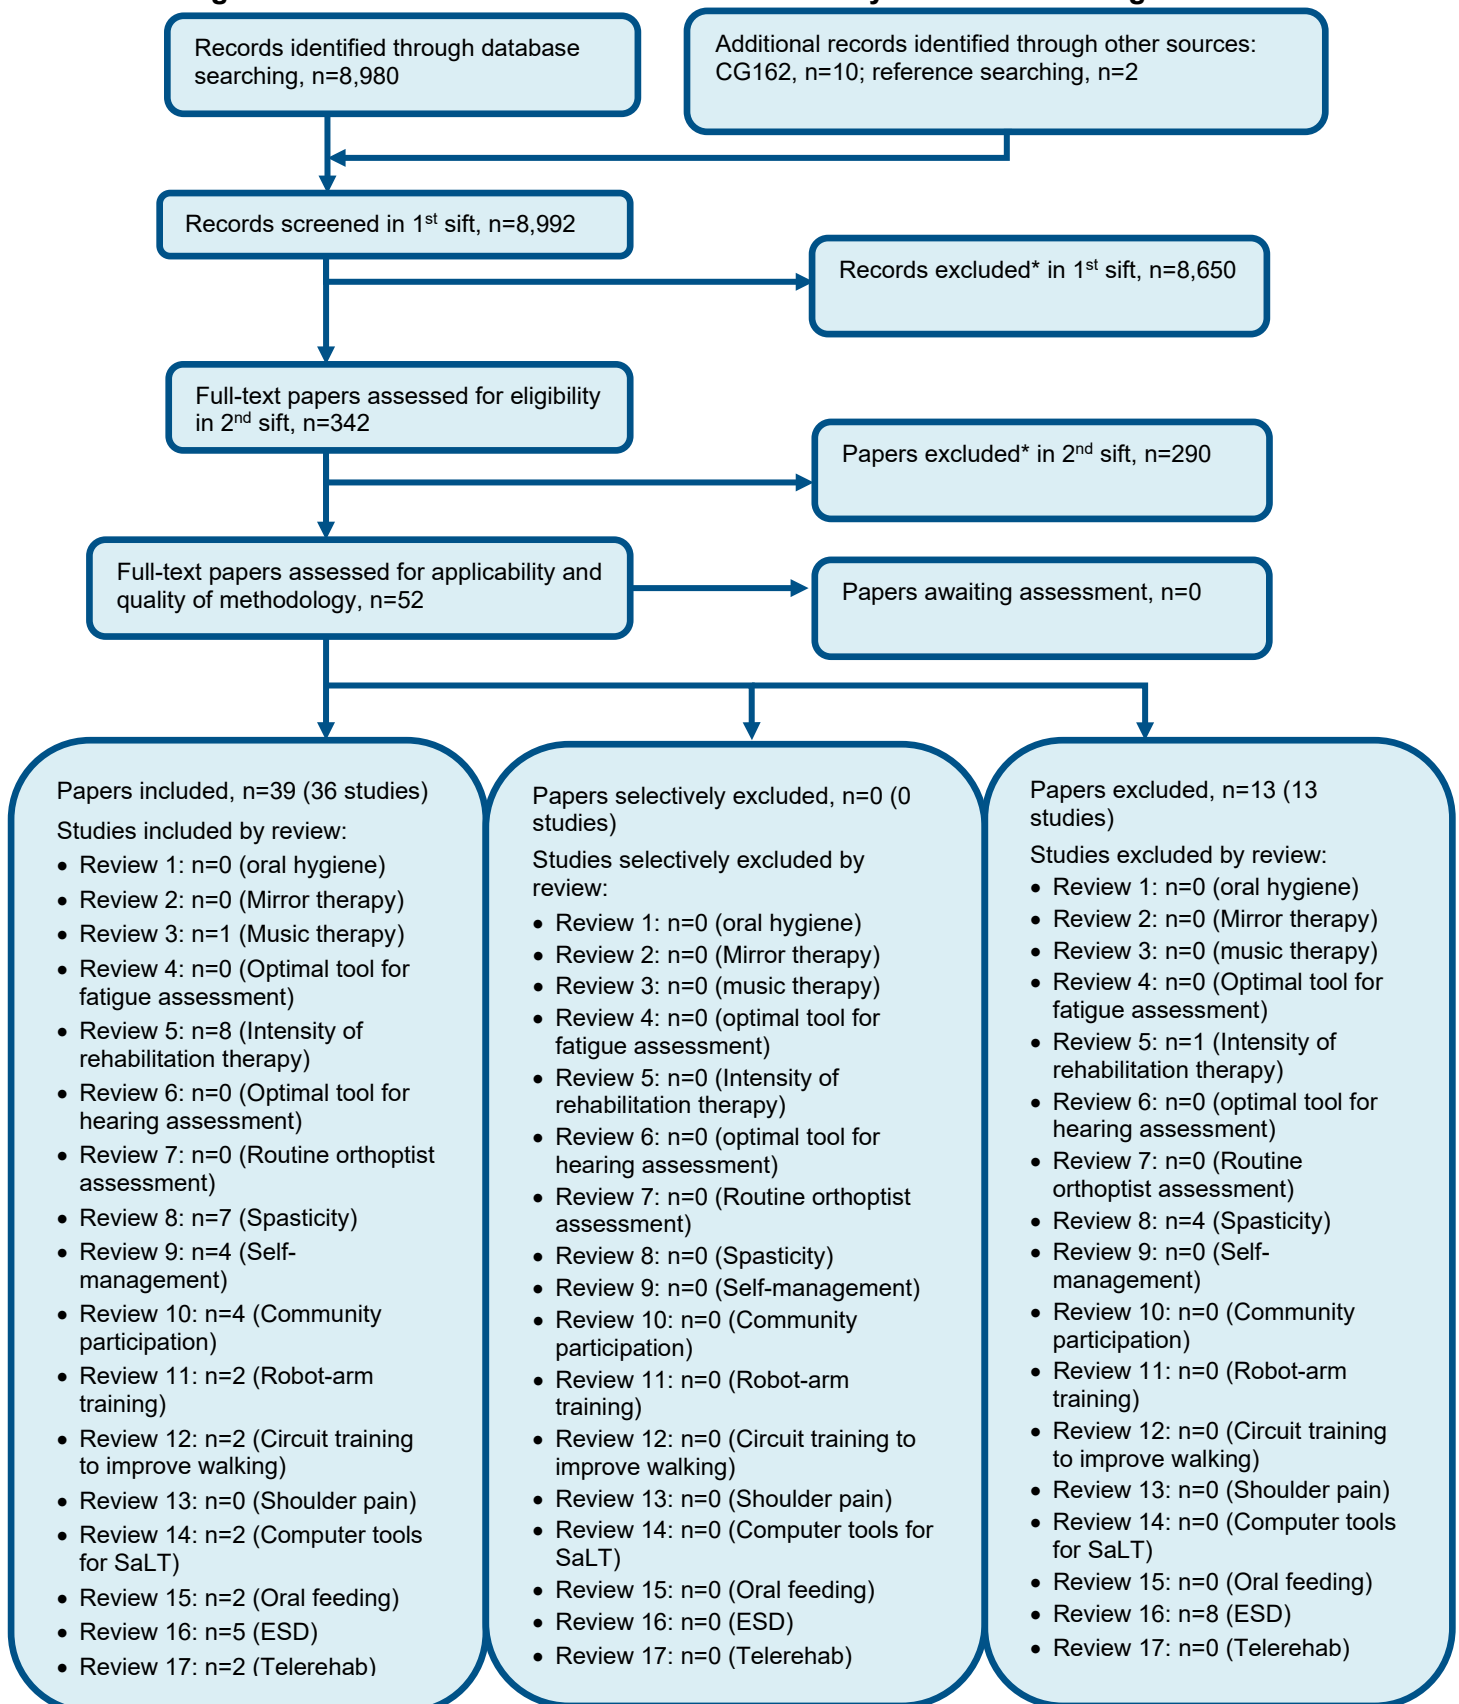 Records identified through database
searching, n=8,980
Additional records identified through other sources:
CG162, n=10; reference searching, n=2
Records screened in 1st sift, n=8,992
Records excluded* in 1st sift, n=8,650
Full-text papers assessed for eligibility
in 2nd sift, n=342
Papers excluded* in 2nd sift, n=290
Full-text papers assessed for applicability and
quality of methodology, n=52
Papers awaiting assessment, n=0
Papers included, n=39 (36 studies)
Studies included by review:
• Review 1: n=0 (oral hygiene)
• Review 2: n=0 (Mirror therapy)
• Review 3: n=1 (Music therapy)
• Review 4: n=0 (Optimal tool for
fatigue assessment)
• Review 5: n=8 (Intensity of
rehabilitation therapy)
• Review 6: n=0 (Optimal tool for
hearing assessment)
• Review 7: n=0 (Routine orthoptist
assessment)
• Review 8: n=7 (Spasticity)
• Review 9: n=4 (Self-
management)
• Review 10: n=4 (Community
participation)
• Review 11: n=2 (Robot-arm
training)
• Review 12: n=2 (Circuit training
to improve walking)
• Review 13: n=0 (Shoulder pain)
• Review 14: n=2 (Computer tools
for SaLT)
• Review 15: n=2 (Oral feeding)
• Review 16: n=5 (ESD)
• Review 17: n=2 (Telerehab)
Papers selectively excluded, n=0 (0
studies)
Studies selectively excluded by
review:
• Review 1: n=0 (oral hygiene)
• Review 2: n=0 (Mirror therapy)
• Review 3: n=0 (music therapy)
• Review 4: n=0 (optimal tool for
fatigue assessment)
• Review 5: n=0 (Intensity of
rehabilitation therapy)
• Review 6: n=0 (optimal tool for
hearing assessment)
• Review 7: n=0 (Routine orthoptist
assessment)
• Review 8: n=0 (Spasticity)
• Review 9: n=0 (Self-management)
• Review 10: n=0 (Community
participation)
• Review 11: n=0 (Robot-arm
training)
• Review 12: n=0 (Circuit training to
improve walking)
• Review 13: n=0 (Shoulder pain)
• Review 14: n=0 (Computer tools for
SaLT)
• Review 15: n=0 (Oral feeding)
• Review 16: n=0 (ESD)
• Review 17: n=0 (Telerehab)
Papers excluded, n=13 (13
studies)
Studies excluded by review:
• Review 1: n=0 (oral hygiene)
• Review 2: n=0 (Mirror therapy)
• Review 3: n=0 (music therapy)
• Review 4: n=0 (Optimal tool for
fatigue assessment)
• Review 5: n=1 (Intensity of
rehabilitation therapy)
• Review 6: n=0 (optimal tool for
hearing assessment)
• Review 7: n=0 (Routine
orthoptist assessment)
• Review 8: n=4 (Spasticity)
• Review 9: n=0 (Self-
management)
• Review 10: n=0 (Community
participation)
• Review 11: n=0 (Robot-arm
training)
• Review 12: n=0 (Circuit training
to improve walking)
• Review 13: n=0 (Shoulder pain)
• Review 14: n=0 (Computer tools
for SaLT)
• Review 15: n=0 (Oral feeding)
• Review 16: n=8 (ESD)
• Review 17: n=0 (Telerehab)